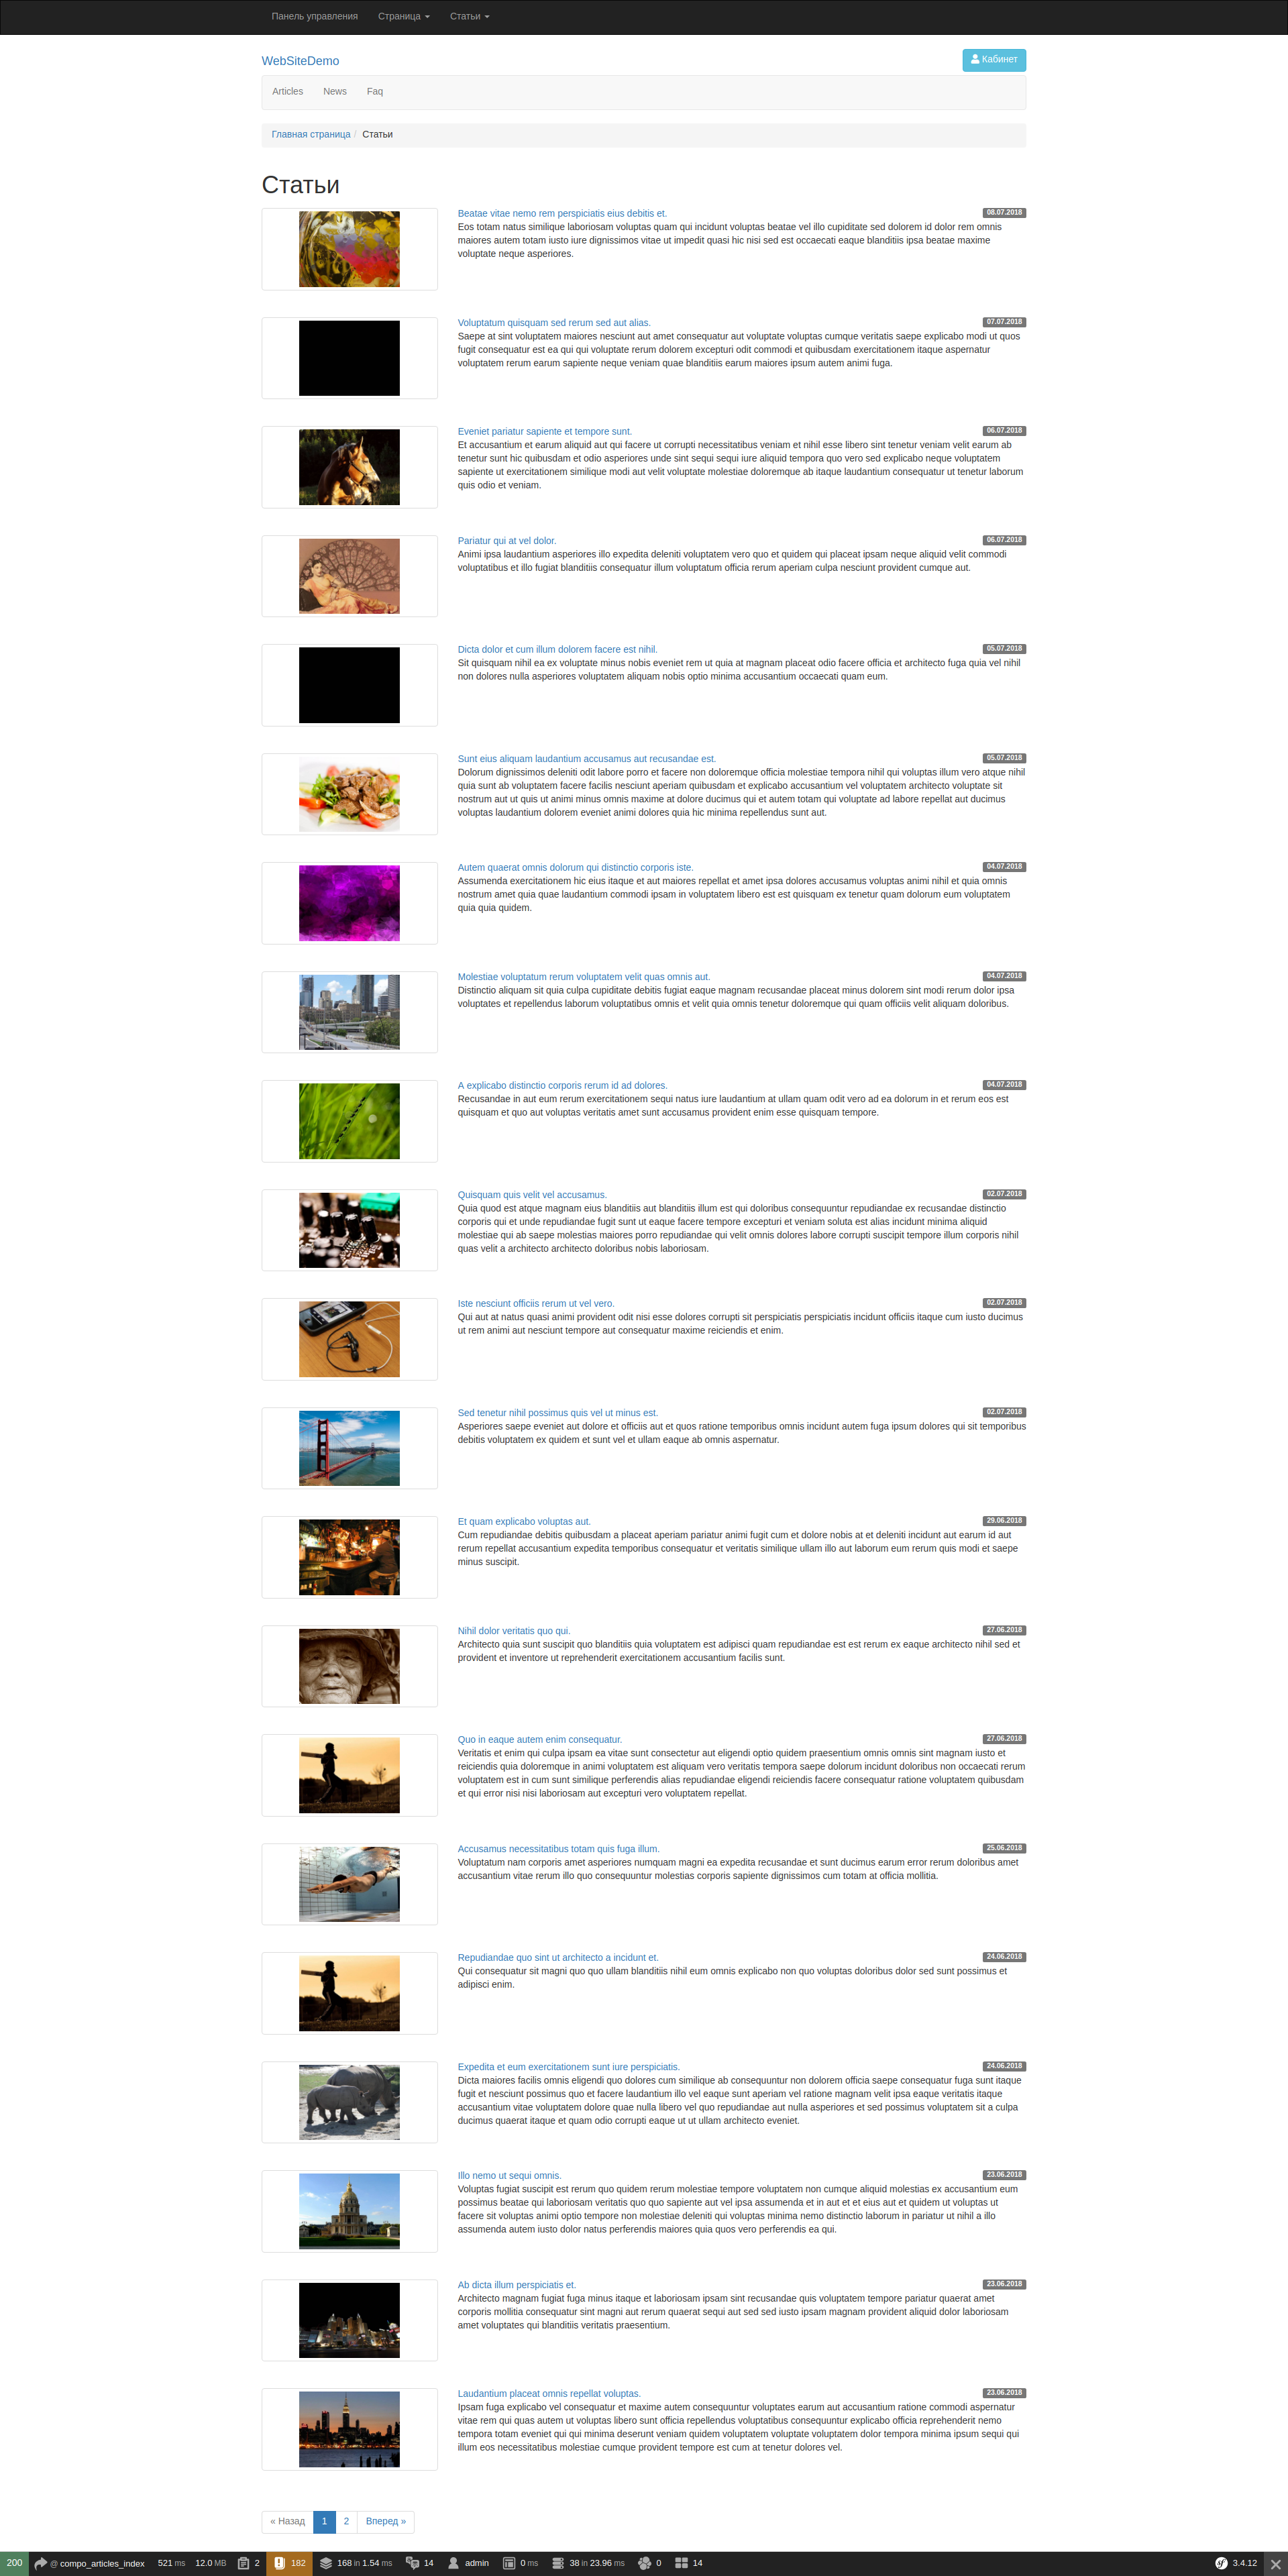 Панель управления Страница Статьи
WebSiteDemo
Кабинет
Articles News Faq
Главная страница / Статьи
Статьи
Beatae vitae nemo rem perspiciatis eius debitis et. 08.07.2018
Eos totam natus similique laboriosam voluptas quam qui incidunt voluptas beatae vel illo cupiditate sed dolorem id dolor rem omnis
maiores autem totam iusto iure dignissimos vitae ut impedit quasi hic nisi sed est occaecati eaque blanditiis ipsa beatae maxime
voluptate neque asperiores.
Voluptatum quisquam sed rerum sed aut alias. 07.07.2018
Saepe at sint voluptatem maiores nesciunt aut amet consequatur aut voluptate voluptas cumque veritatis saepe explicabo modi ut quos
fugit consequatur est ea qui qui voluptate rerum dolorem excepturi odit commodi et quibusdam exercitationem itaque aspernatur
voluptatem rerum earum sapiente neque veniam quae blanditiis earum maiores ipsum autem animi fuga.
Eveniet pariatur sapiente et tempore sunt. 06.07.2018
Et accusantium et earum aliquid aut qui facere ut corrupti necessitatibus veniam et nihil esse libero sint tenetur veniam velit earum ab
tenetur sunt hic quibusdam et odio asperiores unde sint sequi sequi iure aliquid tempora quo vero sed explicabo neque voluptatem
sapiente ut exercitationem similique modi aut velit voluptate molestiae doloremque ab itaque laudantium consequatur ut tenetur laborum
quis odio et veniam.
Pariatur qui at vel dolor. 06.07.2018
Animi ipsa laudantium asperiores illo expedita deleniti voluptatem vero quo et quidem qui placeat ipsam neque aliquid velit commodi
voluptatibus et illo fugiat blanditiis consequatur illum voluptatum officia rerum aperiam culpa nesciunt provident cumque aut.
Dicta dolor et cum illum dolorem facere est nihil. 05.07.2018
Sit quisquam nihil ea ex voluptate minus nobis eveniet rem ut quia at magnam placeat odio facere officia et architecto fuga quia vel nihil
non dolores nulla asperiores voluptatem aliquam nobis optio minima accusantium occaecati quam eum.
Sunt eius aliquam laudantium accusamus aut recusandae est. 05.07.2018
Dolorum dignissimos deleniti odit labore porro et facere non doloremque officia molestiae tempora nihil qui voluptas illum vero atque nihil
quia sunt ab voluptatem facere facilis nesciunt aperiam quibusdam et explicabo accusantium vel voluptatem architecto voluptate sit
nostrum aut ut quis ut animi minus omnis maxime at dolore ducimus qui et autem totam qui voluptate ad labore repellat aut ducimus
voluptas laudantium dolorem eveniet animi dolores quia hic minima repellendus sunt aut.
Autem quaerat omnis dolorum qui distinctio corporis iste. 04.07.2018
Assumenda exercitationem hic eius itaque et aut maiores repellat et amet ipsa dolores accusamus voluptas animi nihil et quia omnis
nostrum amet quia quae laudantium commodi ipsam in voluptatem libero est est quisquam ex tenetur quam dolorum eum voluptatem
quia quia quidem.
Molestiae voluptatum rerum voluptatem velit quas omnis aut. 04.07.2018
Distinctio aliquam sit quia culpa cupiditate debitis fugiat eaque magnam recusandae placeat minus dolorem sint modi rerum dolor ipsa
voluptates et repellendus laborum voluptatibus omnis et velit quia omnis tenetur doloremque qui quam officiis velit aliquam doloribus.
A explicabo distinctio corporis rerum id ad dolores. 04.07.2018
Recusandae in aut eum rerum exercitationem sequi natus iure laudantium at ullam quam odit vero ad ea dolorum in et rerum eos est
quisquam et quo aut voluptas veritatis amet sunt accusamus provident enim esse quisquam tempore.
Quisquam quis velit vel accusamus. 02.07.2018
Quia quod est atque magnam eius blanditiis aut blanditiis illum est qui doloribus consequuntur repudiandae ex recusandae distinctio
corporis qui et unde repudiandae fugit sunt ut eaque facere tempore excepturi et veniam soluta est alias incidunt minima aliquid
molestiae qui ab saepe molestias maiores porro repudiandae qui velit omnis dolores labore corrupti suscipit tempore illum corporis nihil
quas velit a architecto architecto doloribus nobis laboriosam.
Iste nesciunt officiis rerum ut vel vero. 02.07.2018
Qui aut at natus quasi animi provident odit nisi esse dolores corrupti sit perspiciatis perspiciatis incidunt officiis itaque cum iusto ducimus
ut rem animi aut nesciunt tempore aut consequatur maxime reiciendis et enim.
Sed tenetur nihil possimus quis vel ut minus est. 02.07.2018
Asperiores saepe eveniet aut dolore et officiis aut et quos ratione temporibus omnis incidunt autem fuga ipsum dolores qui sit temporibus
debitis voluptatem ex quidem et sunt vel et ullam eaque ab omnis aspernatur.
Et quam explicabo voluptas aut. 29.06.2018
Cum repudiandae debitis quibusdam a placeat aperiam pariatur animi fugit cum et dolore nobis at et deleniti incidunt aut earum id aut
rerum repellat accusantium expedita temporibus consequatur et veritatis similique ullam illo aut laborum eum rerum quis modi et saepe
minus suscipit.
Nihil dolor veritatis quo qui. 27.06.2018
Architecto quia sunt suscipit quo blanditiis quia voluptatem est adipisci quam repudiandae est est rerum ex eaque architecto nihil sed et
provident et inventore ut reprehenderit exercitationem accusantium facilis sunt.
Quo in eaque autem enim consequatur. 27.06.2018
Veritatis et enim qui culpa ipsam ea vitae sunt consectetur aut eligendi optio quidem praesentium omnis omnis sint magnam iusto et
reiciendis quia doloremque in animi voluptatem est aliquam vero veritatis tempora saepe dolorum incidunt doloribus non occaecati rerum
voluptatem est in cum sunt similique perferendis alias repudiandae eligendi reiciendis facere consequatur ratione voluptatem quibusdam
et qui error nisi nisi laboriosam aut excepturi vero voluptatem repellat.
Accusamus necessitatibus totam quis fuga illum. 25.06.2018
Voluptatum nam corporis amet asperiores numquam magni ea expedita recusandae et sunt ducimus earum error rerum doloribus amet
accusantium vitae rerum illo quo consequuntur molestias corporis sapiente dignissimos cum totam at officia mollitia.
Repudiandae quo sint ut architecto a incidunt et. 24.06.2018
Qui consequatur sit magni quo quo ullam blanditiis nihil eum omnis explicabo non quo voluptas doloribus dolor sed sunt possimus et
adipisci enim.
Expedita et eum exercitationem sunt iure perspiciatis. 24.06.2018
Dicta maiores facilis omnis eligendi quo dolores cum similique ab consequuntur non dolorem officia saepe consequatur fuga sunt itaque
fugit et nesciunt possimus quo et facere laudantium illo vel eaque sunt aperiam vel ratione magnam velit ipsa eaque veritatis itaque
accusantium vitae voluptatem dolore quae nulla libero vel quo repudiandae aut nulla asperiores et sed possimus voluptatem sit a culpa
ducimus quaerat itaque et quam odio corrupti eaque ut ut ullam architecto eveniet.
Illo nemo ut sequi omnis. 23.06.2018
Voluptas fugiat suscipit est rerum quo quidem rerum molestiae tempore voluptatem non cumque aliquid molestias ex accusantium eum
possimus beatae qui laboriosam veritatis quo quo sapiente aut vel ipsa assumenda et in aut et et eius aut et quidem ut voluptas ut
facere sit voluptas animi optio tempore non molestiae deleniti qui voluptas minima nemo distinctio laborum in pariatur ut nihil a illo
assumenda autem iusto dolor natus perferendis maiores quia quos vero perferendis ea qui.
Ab dicta illum perspiciatis et. 23.06.2018
Architecto magnam fugiat fuga minus itaque et laboriosam ipsam sint recusandae quis voluptatem tempore pariatur quaerat amet
corporis mollitia consequatur sint magni aut rerum quaerat sequi aut sed sed iusto ipsam magnam provident aliquid dolor laboriosam
amet voluptates qui blanditiis veritatis praesentium.
Laudantium placeat omnis repellat voluptas. 23.06.2018
Ipsam fuga explicabo vel consequatur et maxime autem consequuntur voluptates earum aut accusantium ratione commodi aspernatur
vitae rem qui quas autem ut voluptas libero sunt officia repellendus voluptatibus consequuntur explicabo officia reprehenderit nemo
tempora totam eveniet qui qui minima deserunt veniam quidem voluptatem voluptate voluptatem dolor tempora minima ipsum sequi qui
illum eos necessitatibus molestiae cumque provident tempore est cum at tenetur dolores vel.
« Назад 1 2 Вперед »
200 @ compo_articles_index 521 ms 12.0 MB 2 182 168 in 1.54 ms 14 admin 0 ms 38 in 23.96 ms 0 14 3.4.12